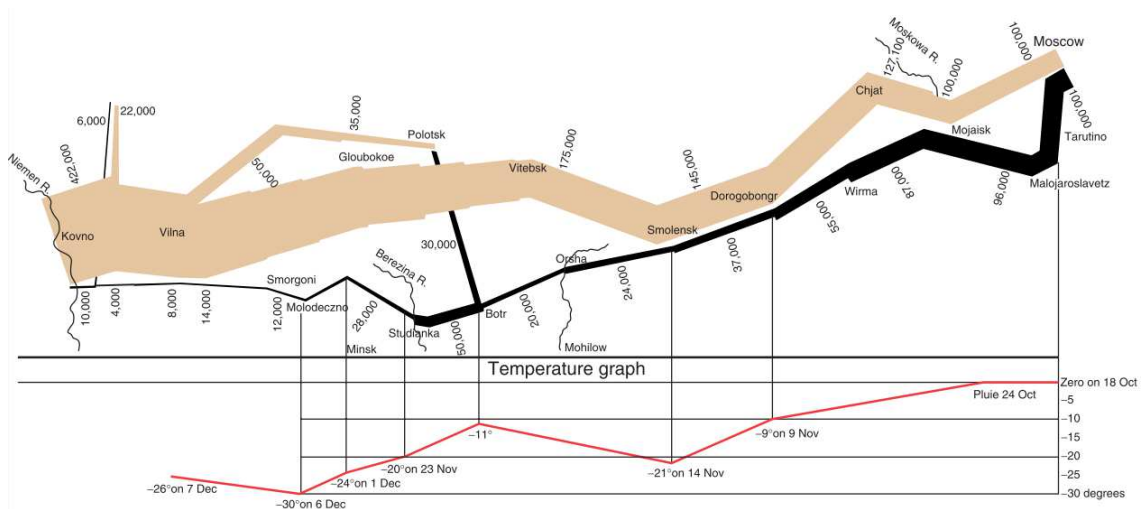 Moscow
100,000
Moskowa R.
127,100
100,000
Chjat
Mojaisk
100,000
Tarutino
Malojaroslavetz
96,000
87,000
Wirma
55,000
22,000
6,000
35,000
Polotsk
Gloubokoe
50,000
Vitebsk
175,000
145,000
Dorogobongr
Niemen R.
422,000
Kovno
Vilna
Smolensk
37,000
30,000
Orsha
24,000
Berezina R.
Smorgoni
Molodeczno
10,000
4,000
8,000
14,000
12,000
28,000
Minsk
Studianka
50,000
Botr
20,000
Mohilow
Temperature graph
Zero on 18 Oct
Pluie 24 Oct
–5
–10
–15
–20
–25
–30 degrees
–9°on 9 Nov
–21°on 14 Nov
–11°
–20°on 23 Nov
–24°on 1 Dec
–30°on 6 Dec
–26°on 7 Dec